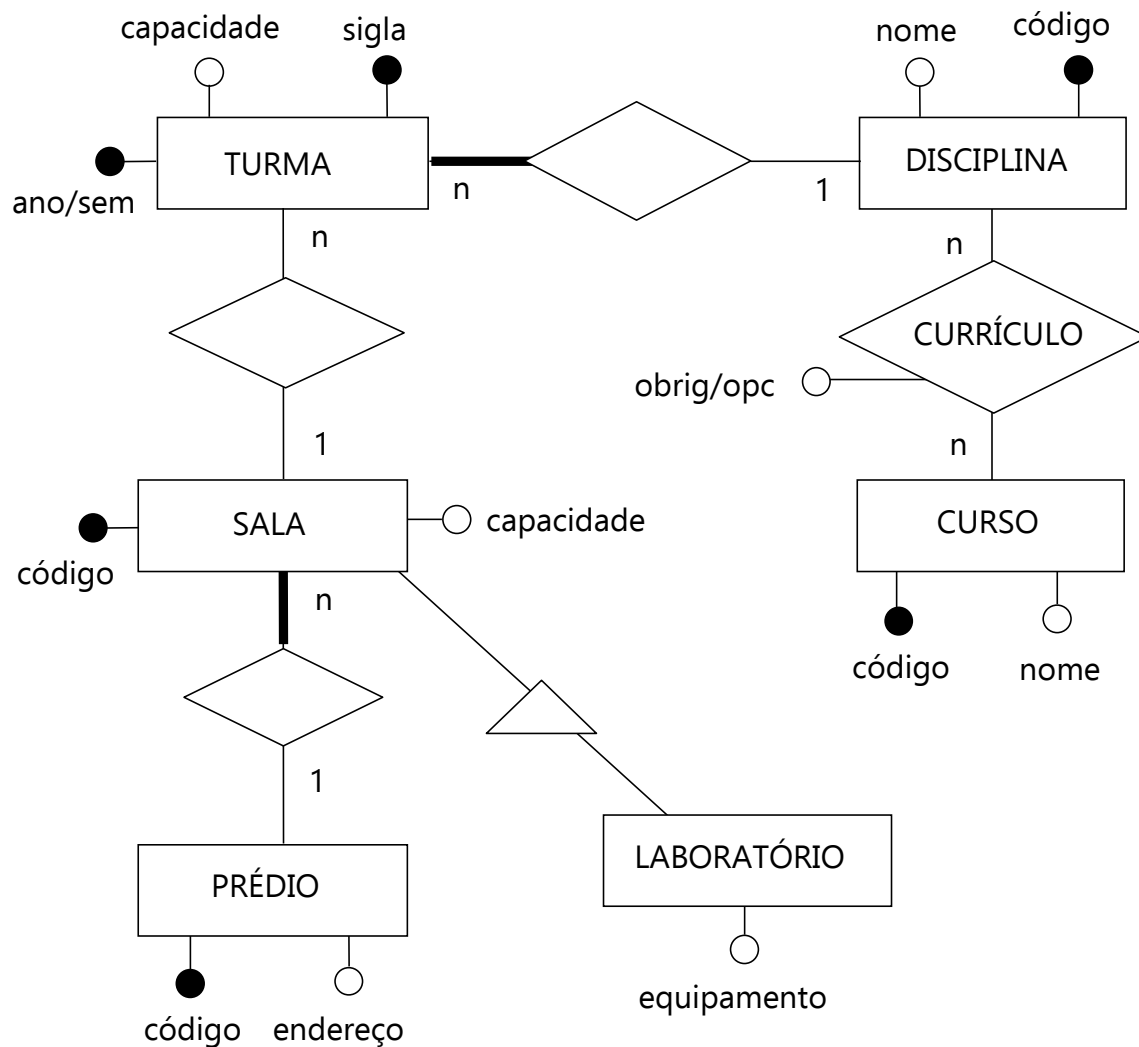 capacidade
sigla
nome
código
TURMA
DISCIPLINA
ano/sem
n
1
n
n
CURRÍCULO
obrig/opc
1
n
SALA
capacidade
CURSO
código
n
código
nome
1
PRÉDIO
LABORATÓRIO
código
endereço
equipamento